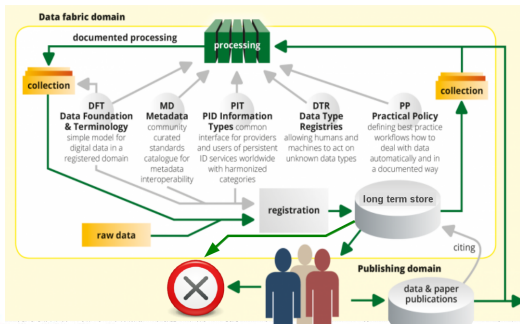 Data fabric domain
documented processing
processing
collection
collection
DFT
Data Foundation
& Terminology
simple model for
digital data in a
registered domain
MD
Metadata
community
curated
standards
catalogue for
metadata
interoperability
PIT
PID Information
Types common
interface for providers
and users of persistent
ID services worldwide
with harmonized
categories
DTR
Data Type
Registries
allowing humans and
machines to act on
unknown data types
PP
Practical Policy
defining best practice
workflows how to
deal with data
automatically and in
a documented way
registration
long term store
raw data
citing
Publishing domain
data & paper
publications